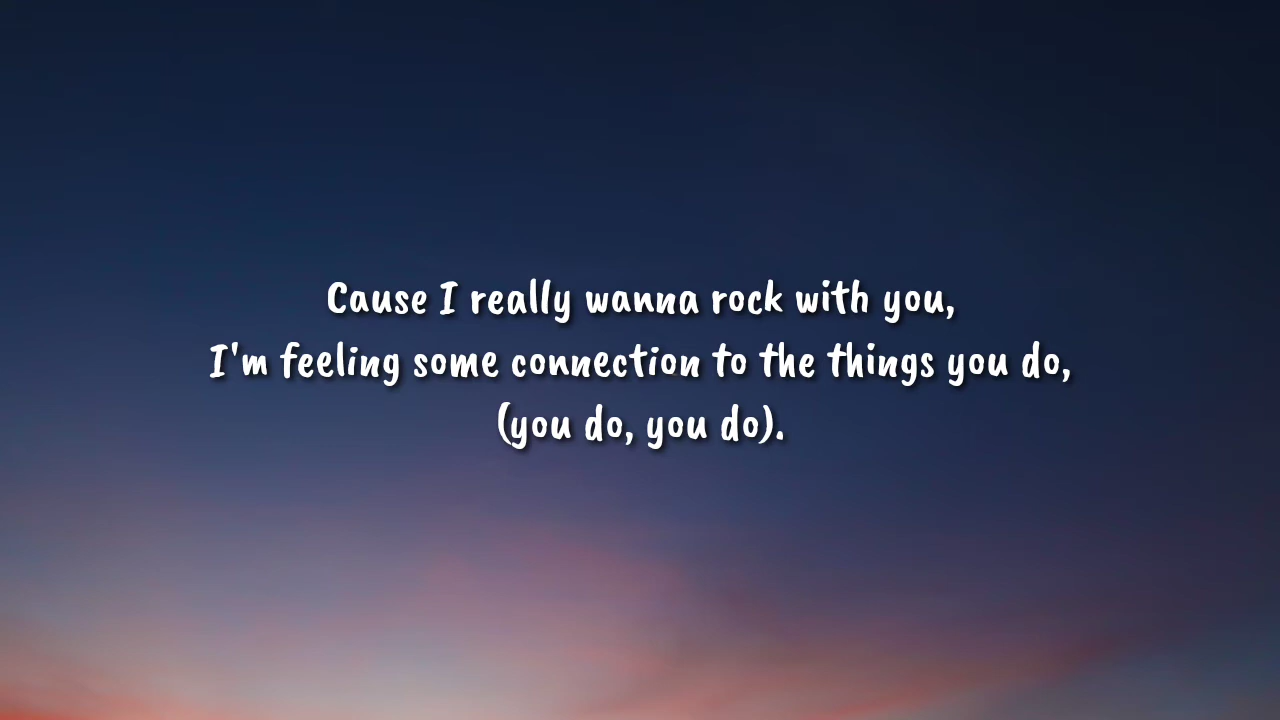 Cause I really wanna rock with you,
I'm feeling some connection to the things you do,
(you do, you do).